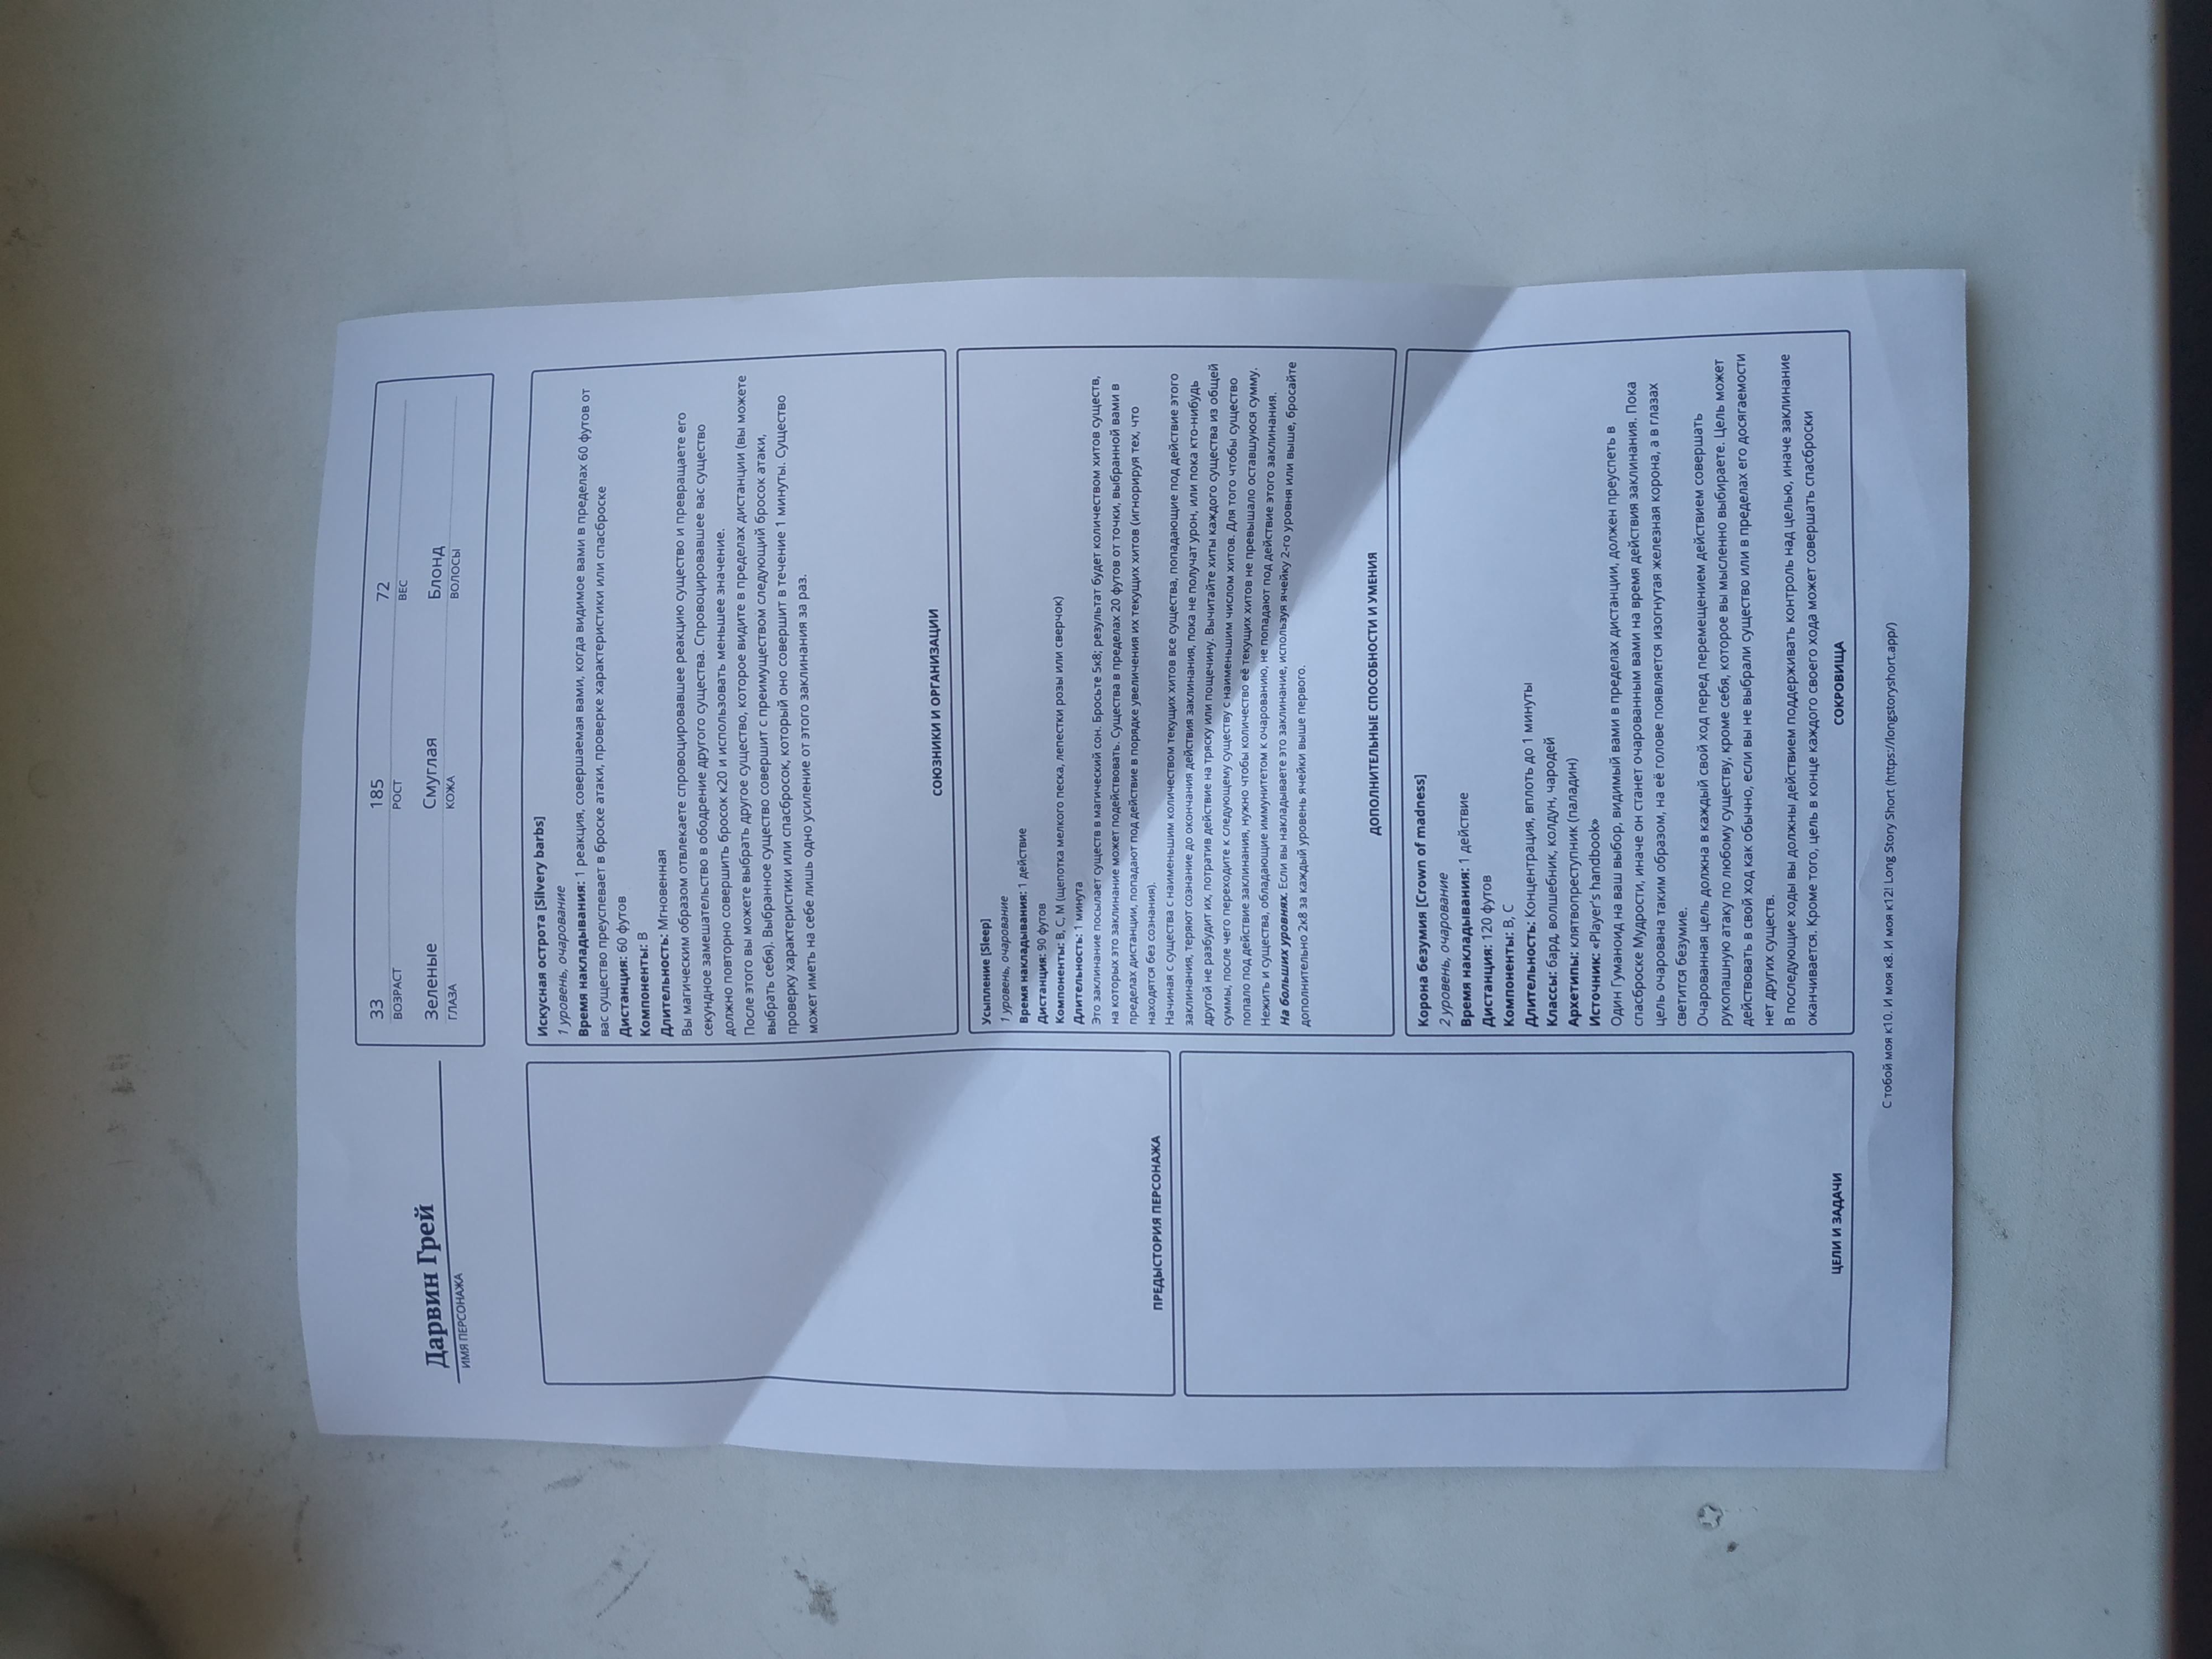 Дарвин Грей
ИМЯ ПЕРСОНАЖА
33
185
72
ВОЗРАСТ
РОСТ
ВЕС
Зеленые
Смуглая
Блонд
ГЛАЗА
КОЖА
ВОЛОСЫ
ПРЕДЫСТОРИЯ ПЕРСОНАЖА
ЦЕЛИ И ЗАДАЧИ
Искусная острота [Silvery barbs]
1 уровень, очарование
Время накладывания: 1 реакция, совершаемая вами, когда видимое вами в пределах 60 футов от
вас существо преуспевает в броске атаки, проверке характеристики или спасброске
Дистанция: 60 футов
Компоненты: В
Длительность: Мгновенная
Вы магическим образом отвлекаете спровоцировавшее реакцию существо и превращаете его
секундное замешательство в ободрение другого существа. Спровоцировавшее вас существо
должно повторно совершить бросок к20 и использовать меньшее значение.
После этого вы можете выбрать другое существо, которое видите в пределах дистанции (вы можете
выбрать себя). Выбранное существо совершит с преимуществом следующий бросок атаки,
проверку характеристики или спасбросок, который оно совершит в течение 1 минуты. Существо
может иметь на себе лишь одно усиление от этого заклинания за раз.
СОЮЗНИКИ И ОРГАНИЗАЦИИ
Усыпление [Sleep]
1 уровень, очарование
Время накладывания: 1 действие
Дистанция: 90 футов
Компоненты: В, С, М (щепотка мелкого песка, лепестки розы или сверчок)
Длительность: 1 минута
Это заклинание посылает существ в магический сон. Бросьте 5к8; результат будет количеством хитов существ,
на которых это заклинание может подействовать. Существа в пределах 20 футов от точки, выбранной вами в
пределах дистанции, попадают под действие в порядке увеличения их текущих хитов (игнорируя тех, что
находятся без сознания).
Начиная с существа с наименьшим количеством текущих хитов все существа, попадающие под действие этого
заклинания, теряют сознание до окончания действия заклинания, пока не получат урон, или пока кто-нибудь
другой не разбудит их, потратив действие на тряску или пощечину. Вычитайте хиты каждого существа из общей
суммы, после чего переходите к следующему существу с наименьшим числом хитов. Для того чтобы существо
попало под действие заклинания, нужно чтобы количество её текущих хитов не превышало оставшуюся сумму.
Нежить и существа, обладающие иммунитетом к очарованию, не попадают под действие этого заклинания.
На больших уровнях. Если вы накладываете это заклинание, используя ячейку 2-го уровня или выше, бросайте
дополнительно 2к8 за каждый уровень ячейки выше первого.
ДОПОЛНИТЕЛЬНЫЕ СПОСОБНОСТИ И УМЕНИЯ
Корона безумия [Crown of madness]
2 уровень, очарование
Время накладывания: 1 действие
Дистанция: 120 футов
Компоненты: В, С
Длительность: Концентрация, вплоть до 1 минуты
Классы: бард, волшебник, колдун, чародей
Архетипы: клятвопреступник (паладин)
Источник: «Player's handbook»
Один Гуманоид на ваш выбор, видимый вами в пределах дистанции, должен преуспеть в
спасброске Мудрости, иначе он станет очарованным вами на время действия заклинания. Пока
цель очарована таким образом, на её голове появляется изогнутая железная корона, а в глазах
светится безумие.
Очарованная цель должна в каждый свой ход перед перемещением действием совершать
рукопашную атаку по любому существу, кроме себя, которое вы мысленно выбираете. Цель может
действовать в свой ход как обычно, если вы не выбрали существо или в пределах его досягаемости
нет других существ.
В последующие ходы вы должны действием поддерживать контроль над целью, иначе заклинание
оканчивается. Кроме того, цель в конце каждого своего хода может совершать спасброски
СОКРОВИЩА
С тобой моя к10. И моя к8. И моя к12! Long Story Short (https://longstoryshort.app/)